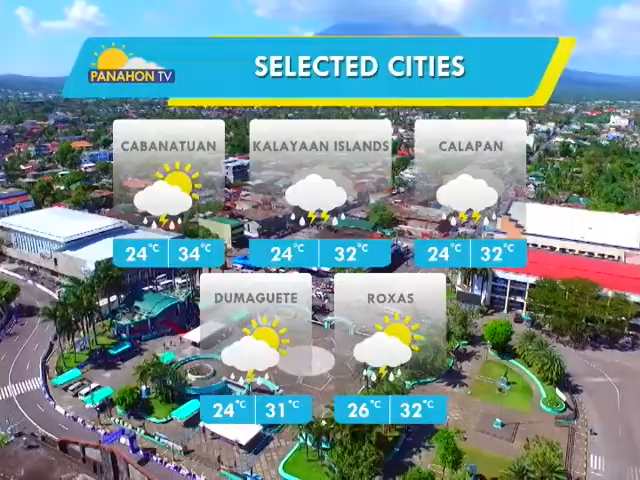 PANAHON TV
SELECTED CITIES
CABANATUAN
24°C 34°C
KALAYAAN ISLANDS
24°C 32°C
CALAPAN
24°C 32°C
DUMAGUETE
24°C 31°C
ROXAS
26°C 32°C